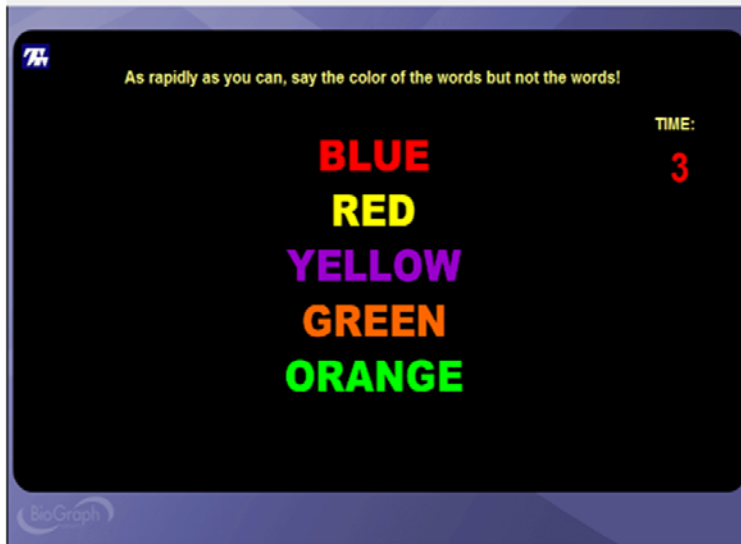 As rapidly as you can, say the color of the words but not the words!
TIME:
3
BLUE
RED
YELLOW
GREEN
ORANGE
BioGraph